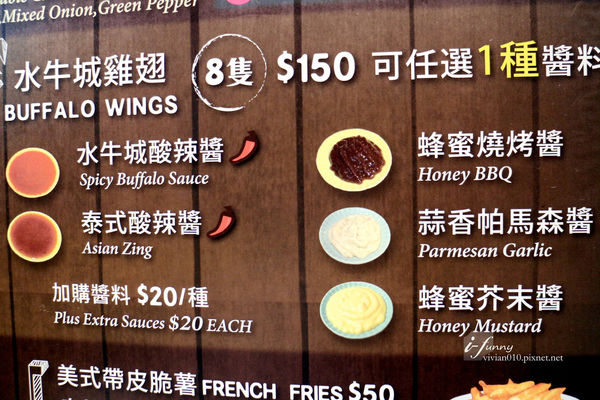 ,Mixed Onion,Green Pepper
水牛城雞翅 8隻 $150 可任選1種醬料
BUFFALO WINGS
水牛城酸辣醬
Spicy Buffalo Sauce
蜂蜜燒烤醬
Honey BBQ
泰式酸辣醬
Asian Zing
蒜香帕馬森醬
Parmesan Garlic
加購醬料 $20/種
Plus Extra Sauces $20 EACH
蜂蜜芥末醬
Honey Mustard
i-funny
vivian010.pixnet.net
美式帶皮脆薯 FRENCH FRIES $50